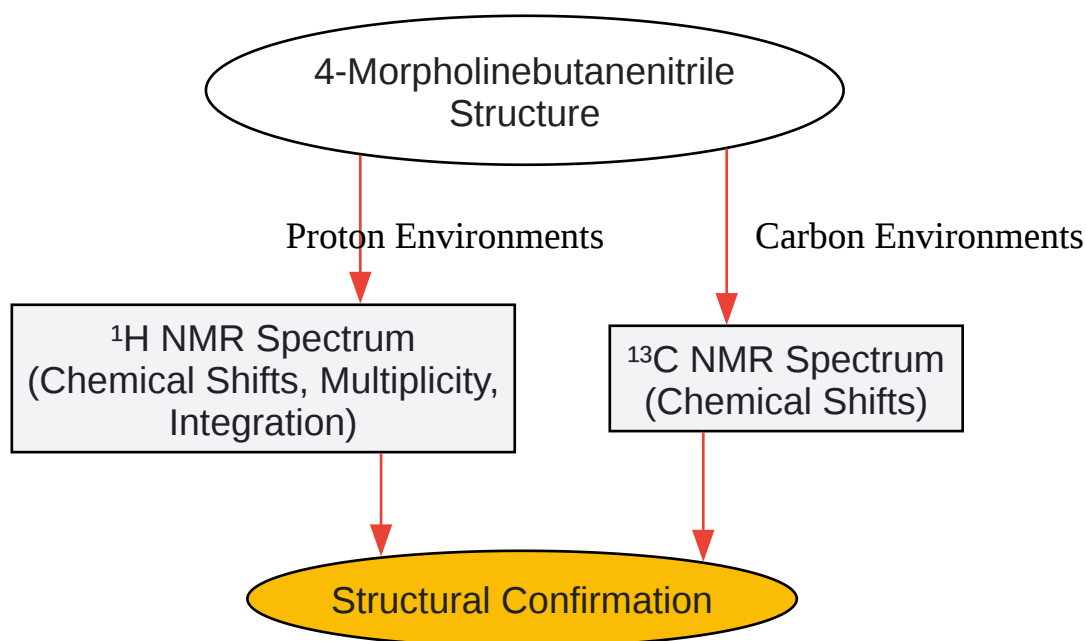 4-Morpholinebutanenitrile
Structure
Proton Environments
Carbon Environments
¹H NMR Spectrum
(Chemical Shifts, Multiplicity,
Integration)
¹³C NMR Spectrum
(Chemical Shifts)
Structural Confirmation